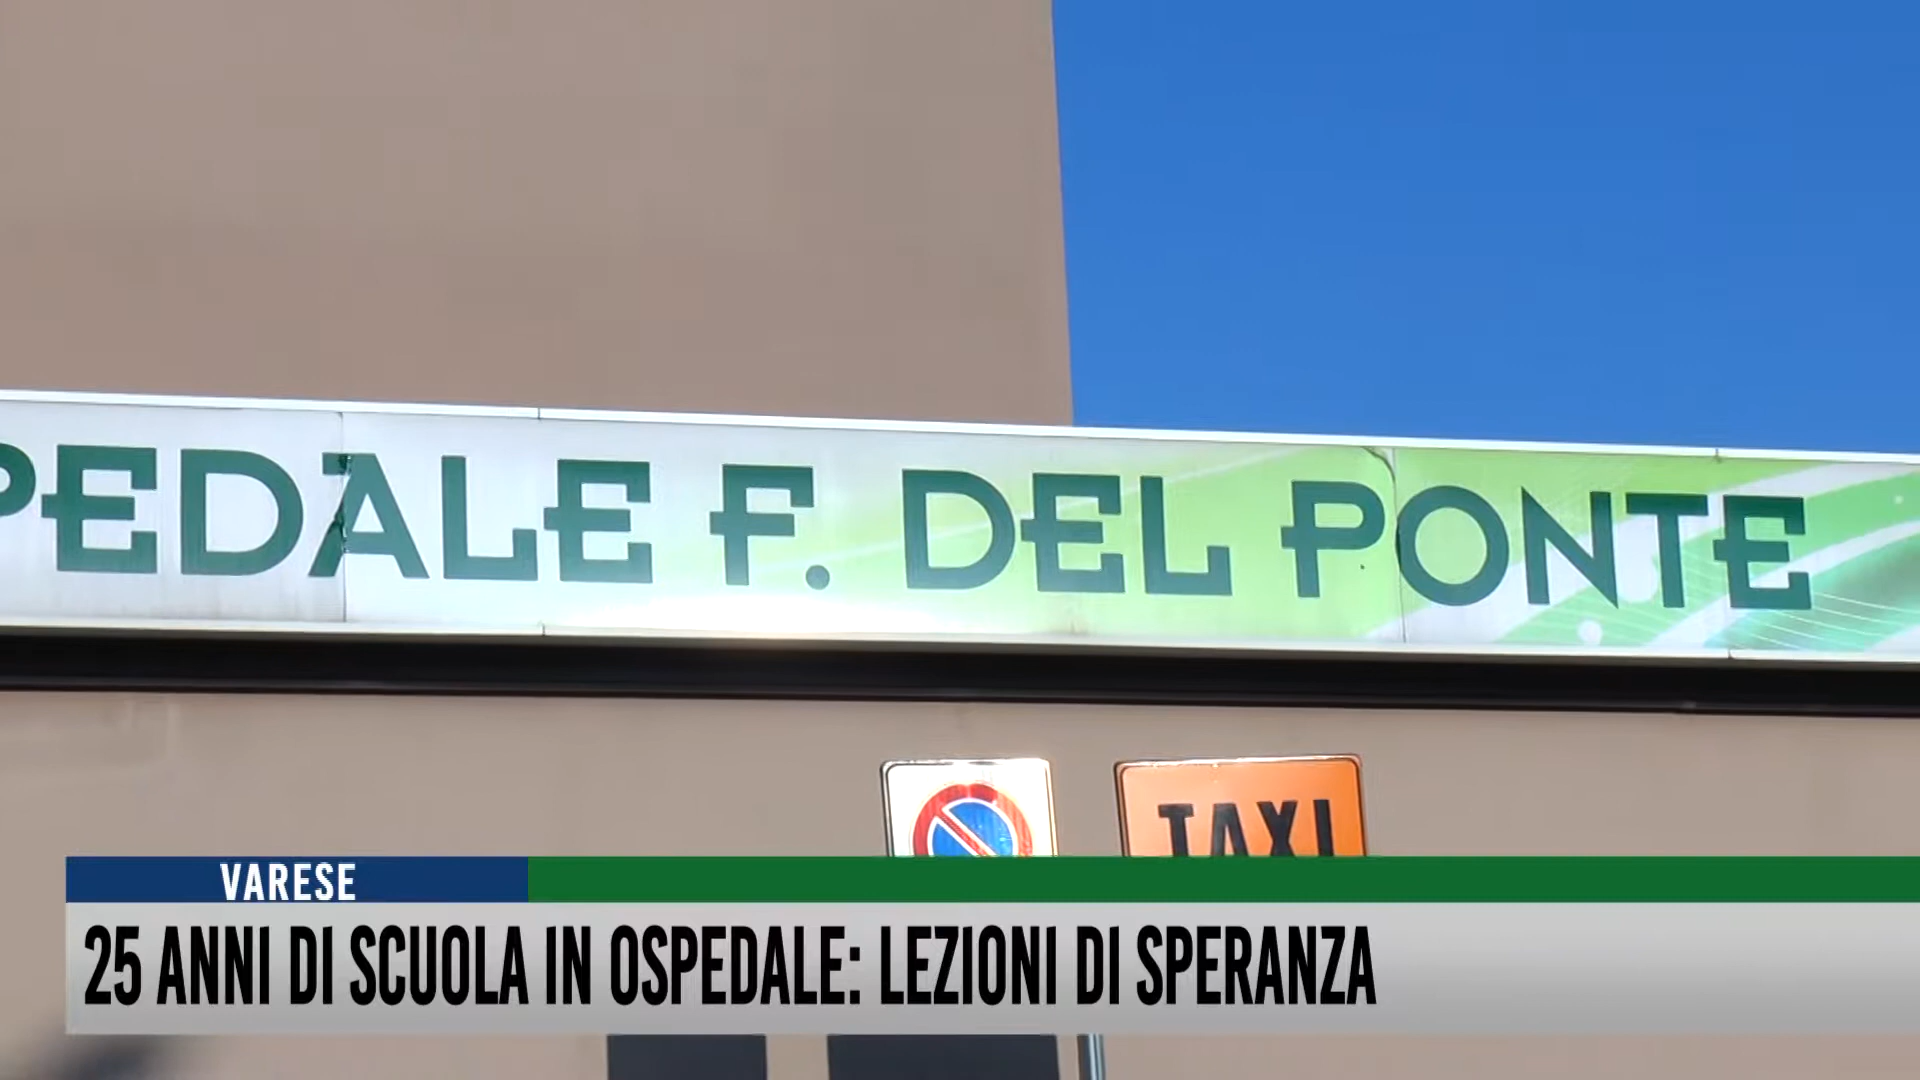 PEDALE F. DEL PONTE
TAXI
VARESE
25 ANNI DI SCUOLA IN OSPEDALE: LEZIONI DI SPERANZA